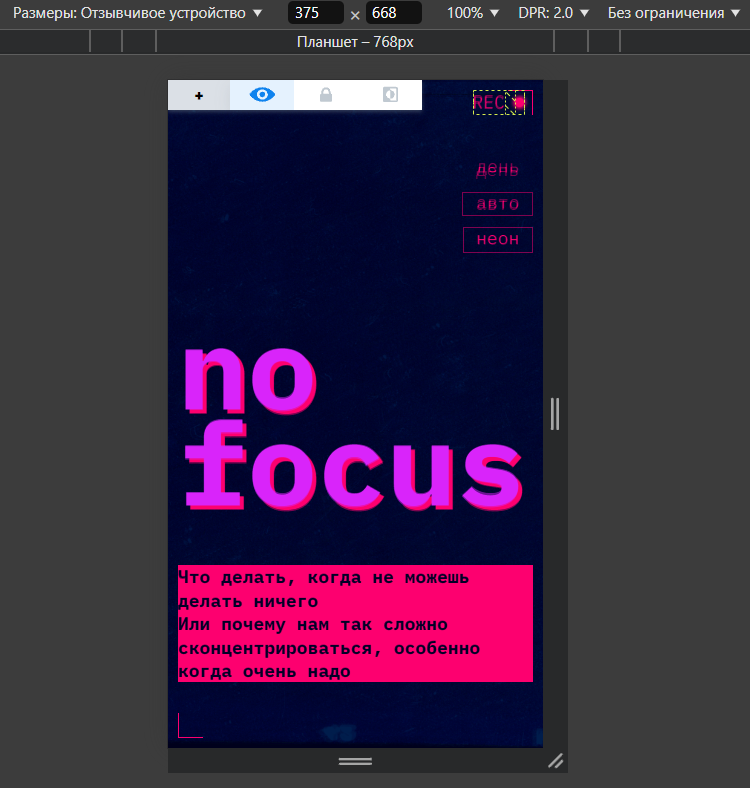 Размеры: Отзывчивое устройство ▼ 375 × 668 100% ▼ DPR: 2.0 ▼ Без ограничения ▼
Планшет – 768px
+
REC
день
авто
неон
no
focus
Что делать, когда не можешь
делать ничего
Или почему нам так сложно
сконцентрироваться, особенно
когда очень надо